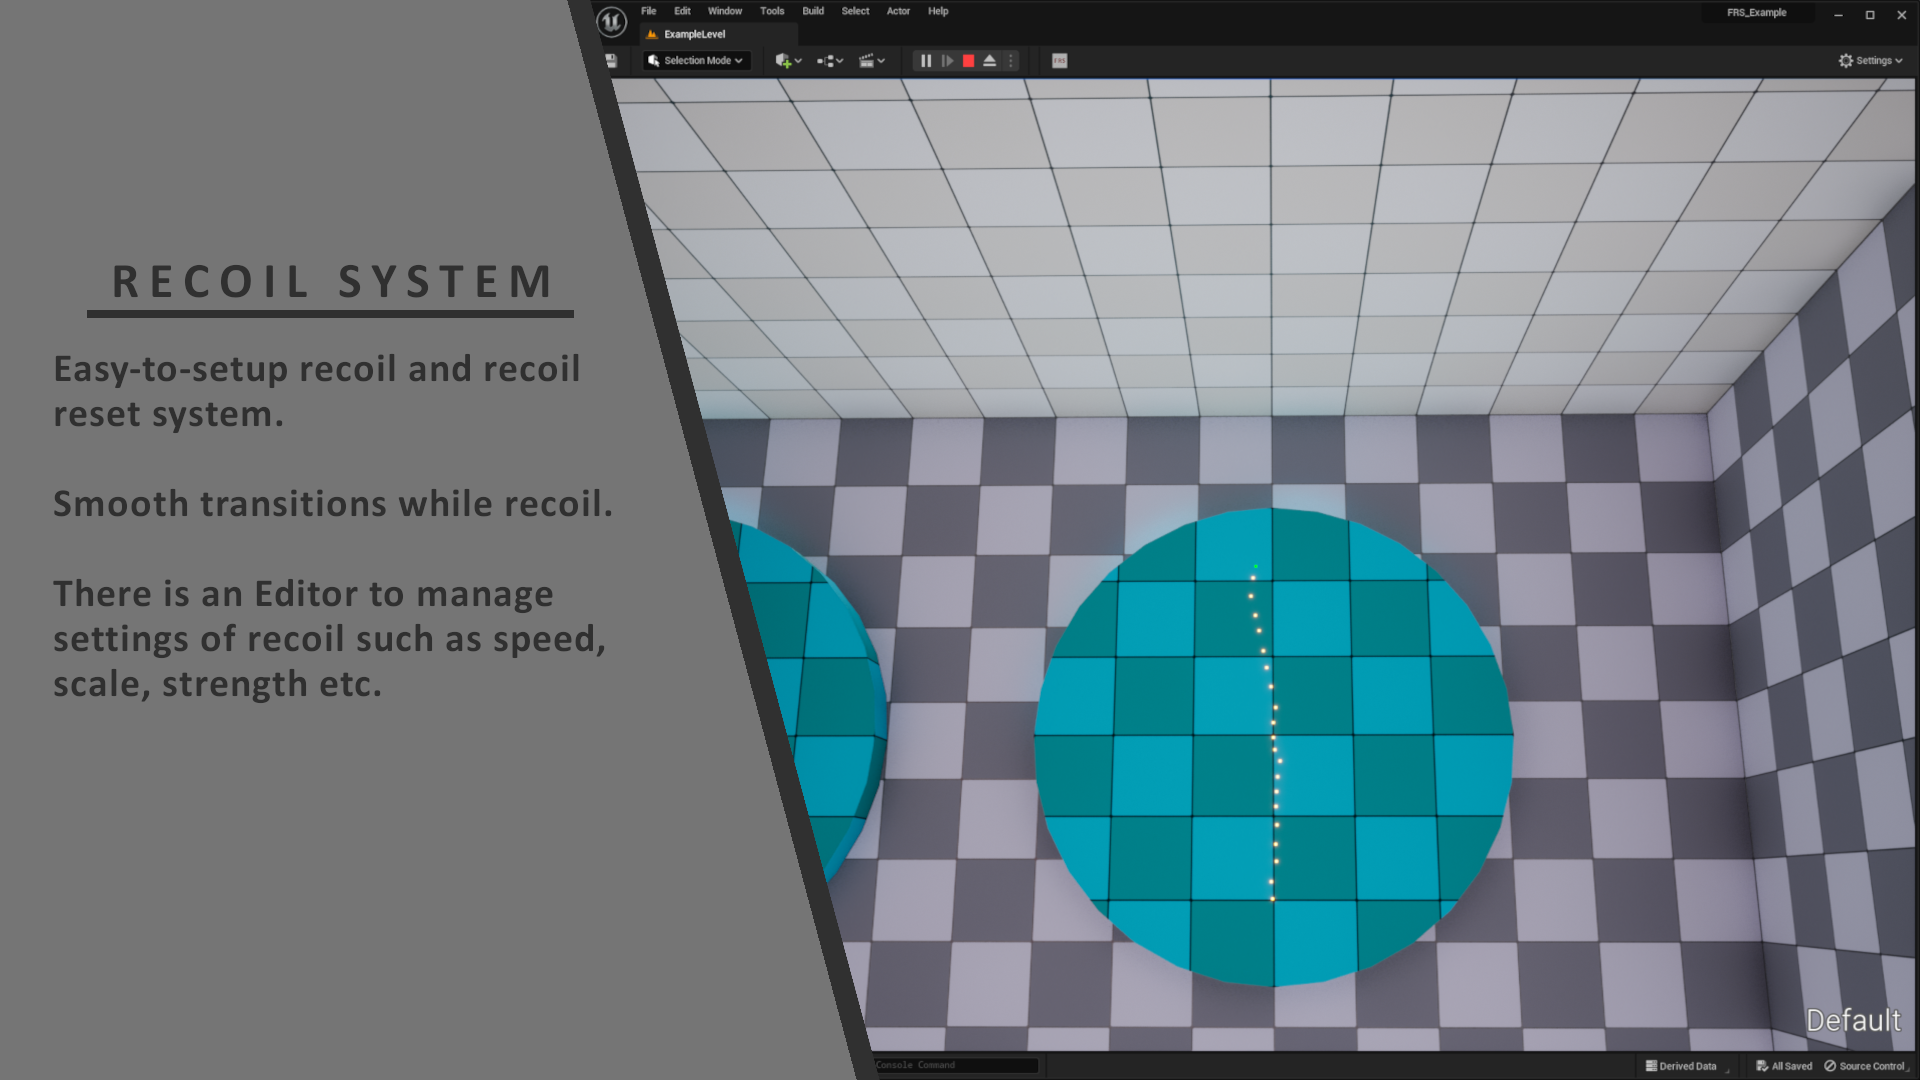 RECOIL SYSTEM
Easy-to-setup recoil and recoil
reset system.
Smooth transitions while recoil.
There is an Editor to manage
settings of recoil such as speed,
scale, strength etc.
File Edit Window Tools Build Select Actor Help
FRS_Example
ExampleLevel
Selection Mode
FRS
Settings
Default
Console Command
Derived Data
All Saved
Source Control